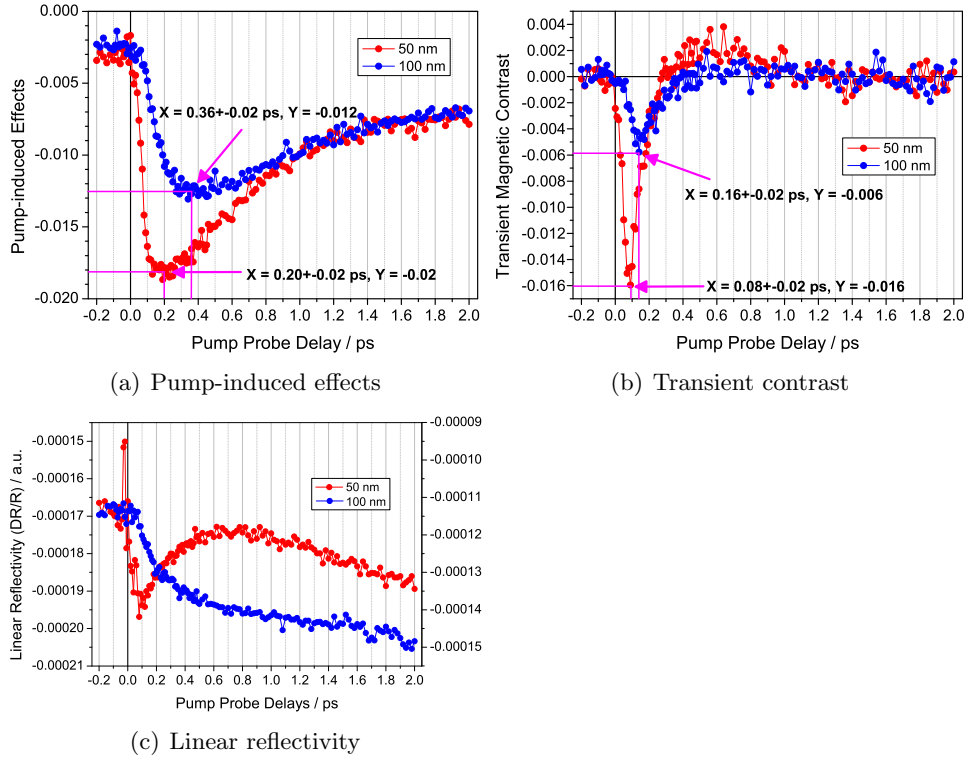 0.000
-0.005
-0.010
-0.015
-0.020
Pump-induced Effects
50 nm
100 nm
X = 0.36+-0.02 ps, Y = -0.012
X = 0.20+-0.02 ps, Y = -0.02
-0.2 0.0 0.2 0.4 0.6 0.8 1.0 1.2 1.4 1.6 1.8 2.0
Pump Probe Delay / ps
(a) Pump-induced effects
0.004
0.002
0.000
-0.002
-0.004
-0.006
-0.008
-0.010
-0.012
-0.014
-0.016
Transient Magnetic Contrast
50 nm
100 nm
X = 0.16+-0.02 ps, Y = -0.006
X = 0.08+-0.02 ps, Y = -0.016
-0.2 0.0 0.2 0.4 0.6 0.8 1.0 1.2 1.4 1.6 1.8 2.0
Pump Probe Delay / ps
(b) Transient contrast
-0.00015
-0.00016
-0.00017
-0.00018
-0.00019
-0.00020
-0.00021
Linear Reflectivity (DR/R) / a.u.
50 nm
100 nm
-0.00009
-0.00010
-0.00011
-0.00012
-0.00013
-0.00014
-0.00015
-0.2 0.0 0.2 0.4 0.6 0.8 1.0 1.2 1.4 1.6 1.8 2.0
Pump Probe Delays / ps
(c) Linear reflectivity